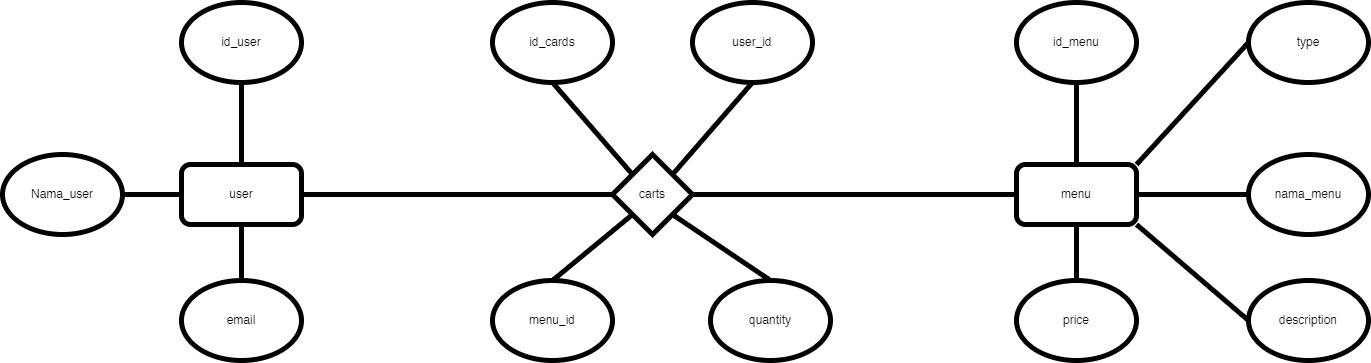 id_user
id_cards
user_id
id_menu
type
Nama_user
user
carts
menu
nama_menu
email
menu_id
quantity
price
description